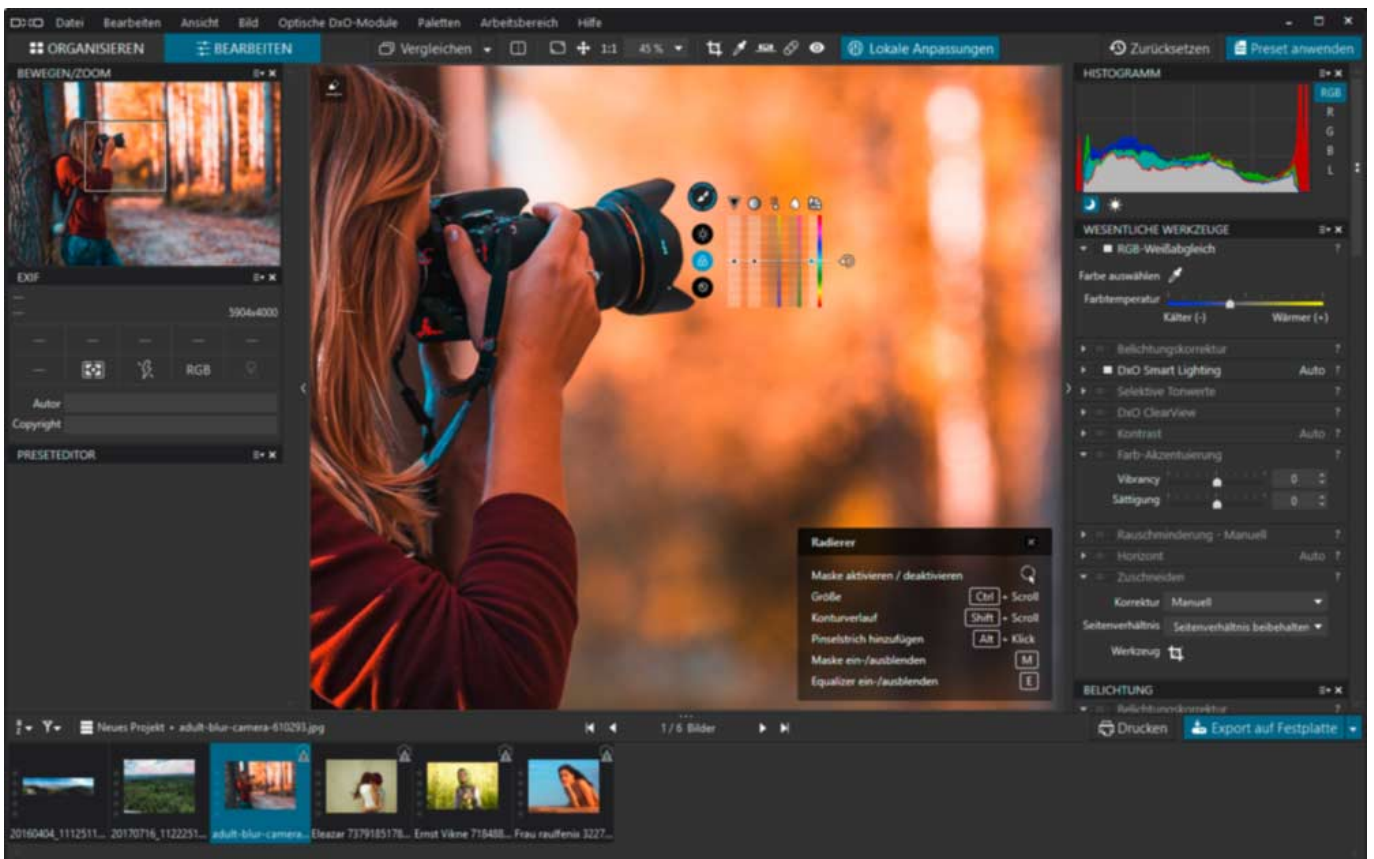 DXO Datei Bearbeiten Ansicht Bild Optische DxO-Module Paletten Arbeitsbereich Hilfe
ORGANISIEREN BEARBEITEN Vergleichen 1:1 45 % Lokale Anpassungen Zurücksetzen Preset anwenden
BEWEGEN/ZOOM
EXIF
5904x4000
RGB
Autor
Copyright
PRESETEDITOR
Radierer
Maske aktivieren / deaktivieren
Größe Ctrl + Scroll
Konturverlauf Shift + Scroll
Pinselstrich hinzufügen Alt + Klick
Maske ein-/ausblenden M
Equalizer ein-/ausblenden E
HISTOGRAMM
RGB
R
G
B
L
WESENTLICHE WERKZEUGE
RGB-Weißabgleich ?
Farbe auswählen
Farbtemperatur
Kälter (-) Wärmer (+)
Belichtungskorrektur ?
DxO Smart Lighting Auto ?
Selektive Tonwerte ?
DxO ClearView ?
Kontrast Auto ?
Farb-Akzentuierung ?
Vibrancy 0
Sättigung 0
Rauschminderung - Manuell ?
Horizont Auto ?
Zuschneiden ?
Korrektur Manuell
Seitenverhältnis Seitenverhältnis beibehalten
Werkzeug
BELICHTUNG
Belichtungskorrektur ?
Neues Projekt • adult-blur-camera-610293.jpg 1 / 6 Bilder Drucken Export auf Festplatte
20160404_1112511... 20170716_1122251... adult-blur-camera... Eleazar 7379185178... Ernst Vikne 718488... Frau raulfenix 3227...